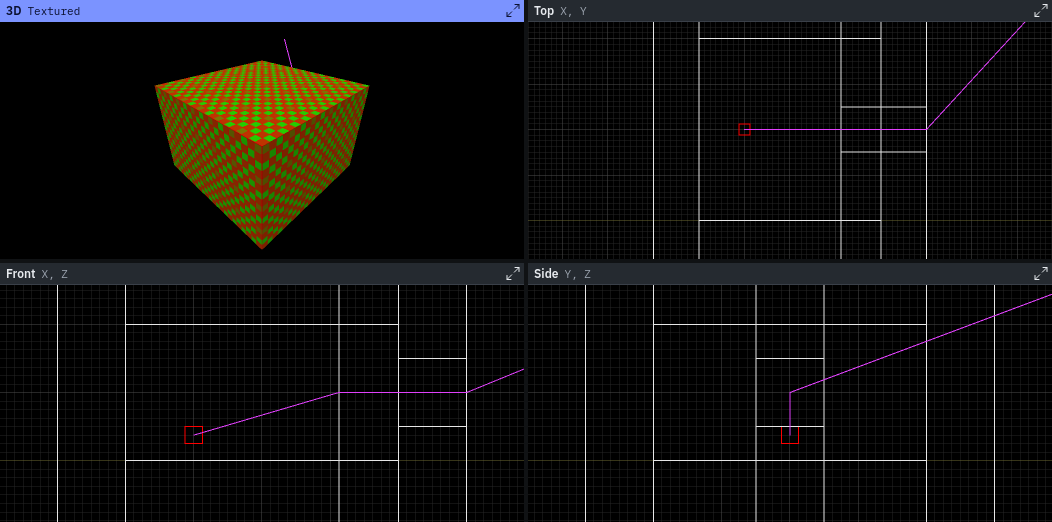 3D Textured
Top X, Y
Front X, Z
Side Y, Z